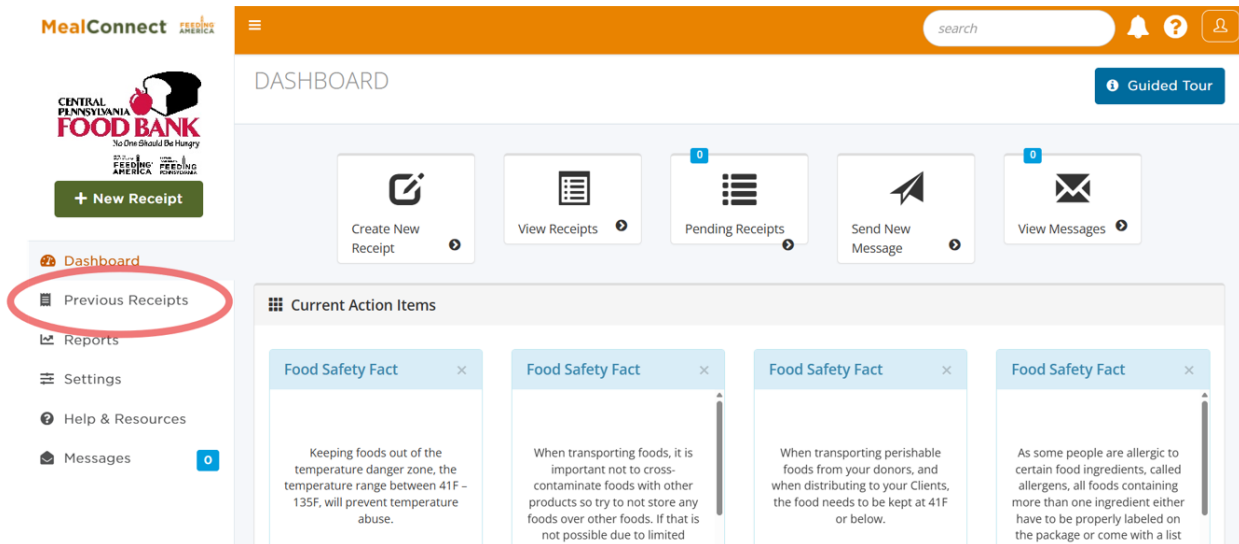 MealConnect FEEDING AMERICA
search
CENTRAL
PENNSYLVANIA
FOOD BANK
No One Should Be Hungry
FEEDING AMERICA
FEEDING
+ New Receipt
Dashboard
Previous Receipts
Reports
Settings
Help & Resources
Messages 0
DASHBOARD
Guided Tour
Create New
Receipt
View Receipts
0
Pending Receipts
Send New
Message
0
View Messages
Current Action Items
Food Safety Fact ×
Keeping foods out of the
temperature danger zone, the
temperature range between 41F –
135F, will prevent temperature
abuse.
Food Safety Fact ×
When transporting foods, it is
important not to cross-
contaminate foods with other
products so try to not store any
foods over other foods. If that is
not possible due to limited
Food Safety Fact ×
When transporting perishable
foods from your donors, and
when distributing to your Clients,
the food needs to be kept at 41F
or below.
Food Safety Fact ×
As some people are allergic to
certain food ingredients, called
allergens, all foods containing
more than one ingredient either
have to be properly labeled on
the package or come with a list